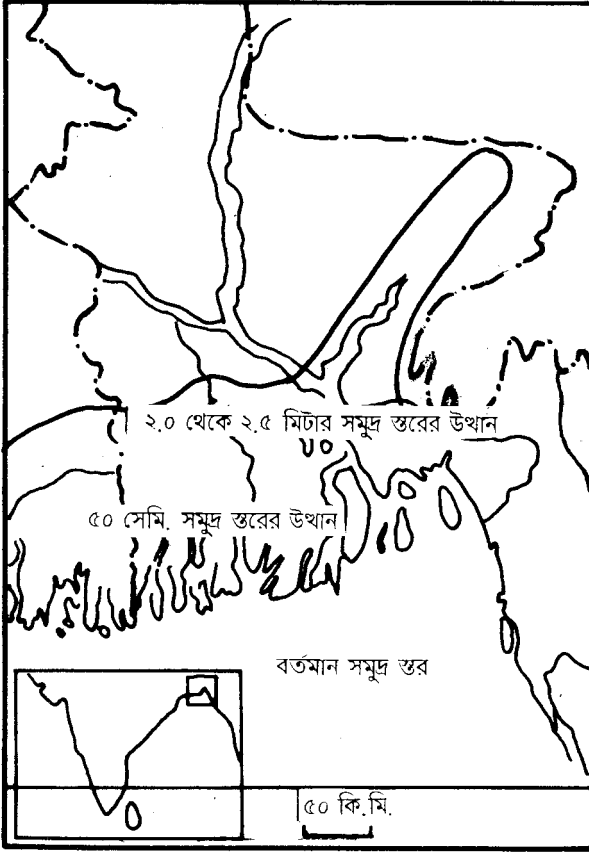 ২.০ থেকে ২.৫ মিটার সমুদ্র স্তরের উত্থান
৫০ সেমি. সমুদ্র স্তরের উত্থান
বর্তমান সমুদ্র স্তর
৫০ কি.মি.